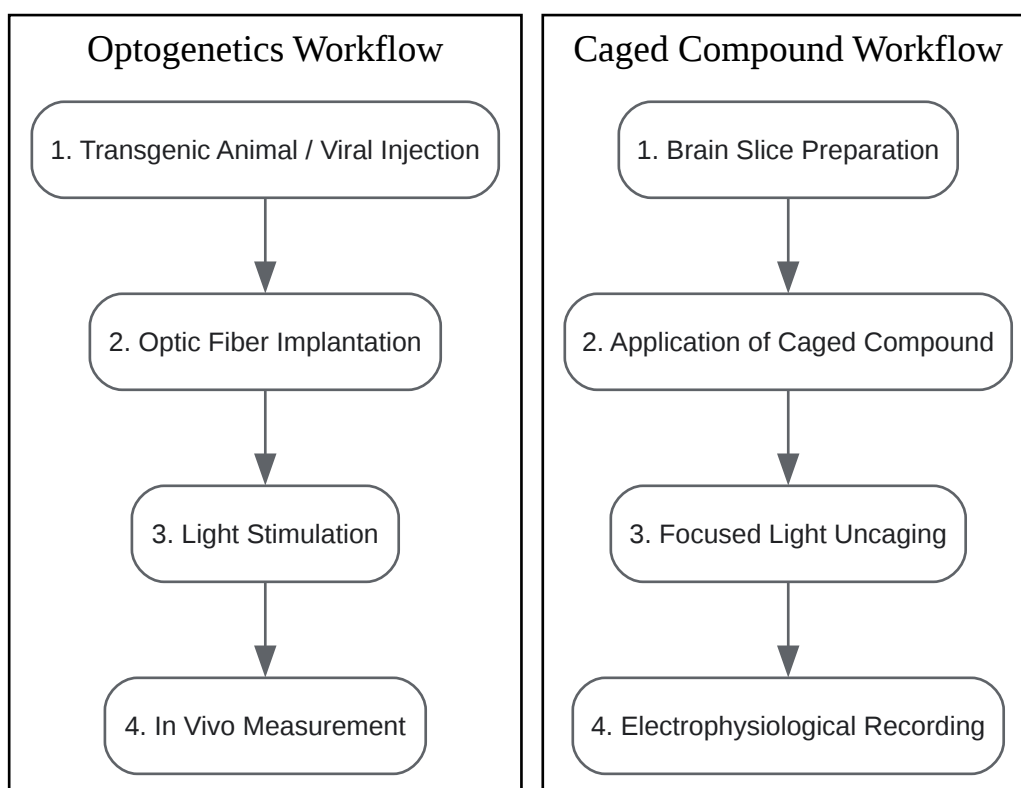 Optogenetics Workflow
1. Transgenic Animal / Viral Injection
2. Optic Fiber Implantation
3. Light Stimulation
4. In Vivo Measurement
Caged Compound Workflow
1. Brain Slice Preparation
2. Application of Caged Compound
3. Focused Light Uncaging
4. Electrophysiological Recording